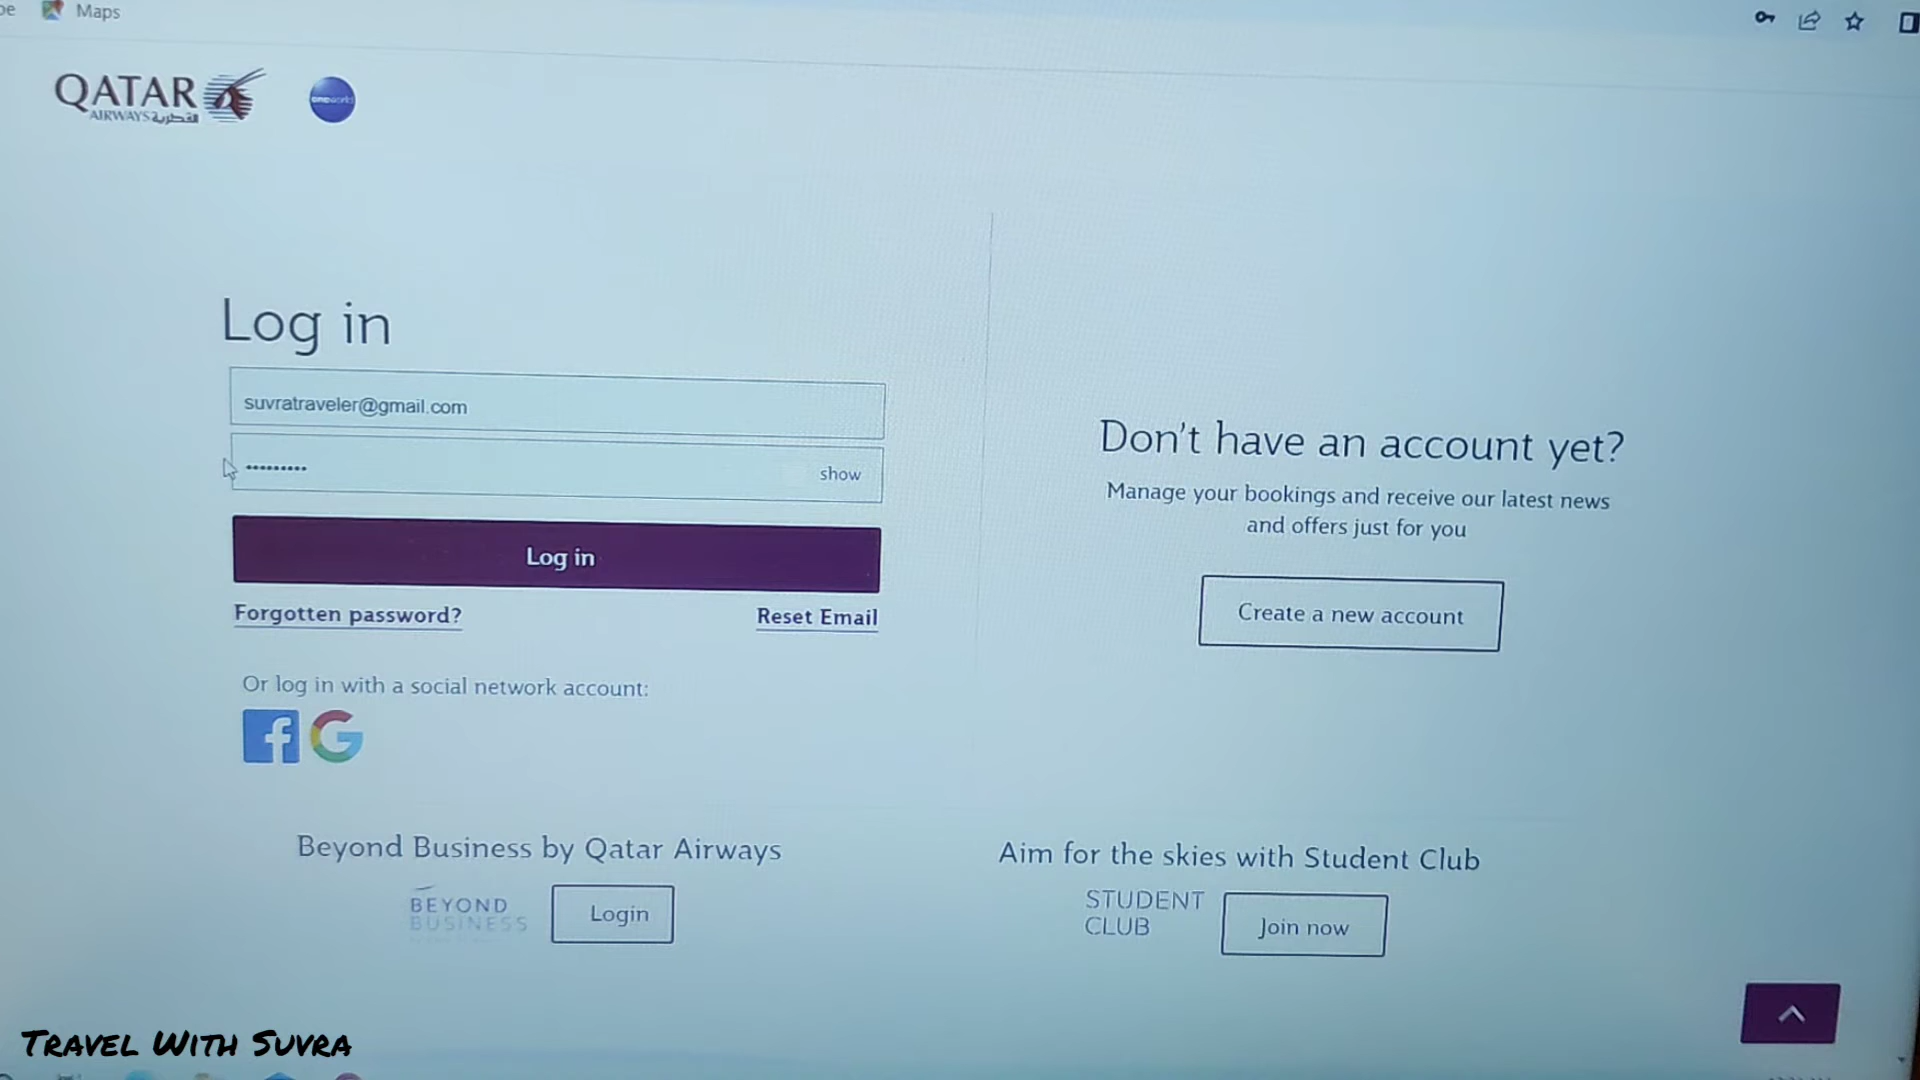 Maps
QATAR
AIRWAYS القطرية
oneworld
Log in
suvratraveler@gmail.com
••••••••• show
Log in
Forgotten password? Reset Email
Or log in with a social network account:
Don't have an account yet?
Manage your bookings and receive our latest news
and offers just for you
Create a new account
Beyond Business by Qatar Airways
BEYOND
BUSINESS
Login
Aim for the skies with Student Club
STUDENT
CLUB
Join now
TRAVEL WITH SUVRA